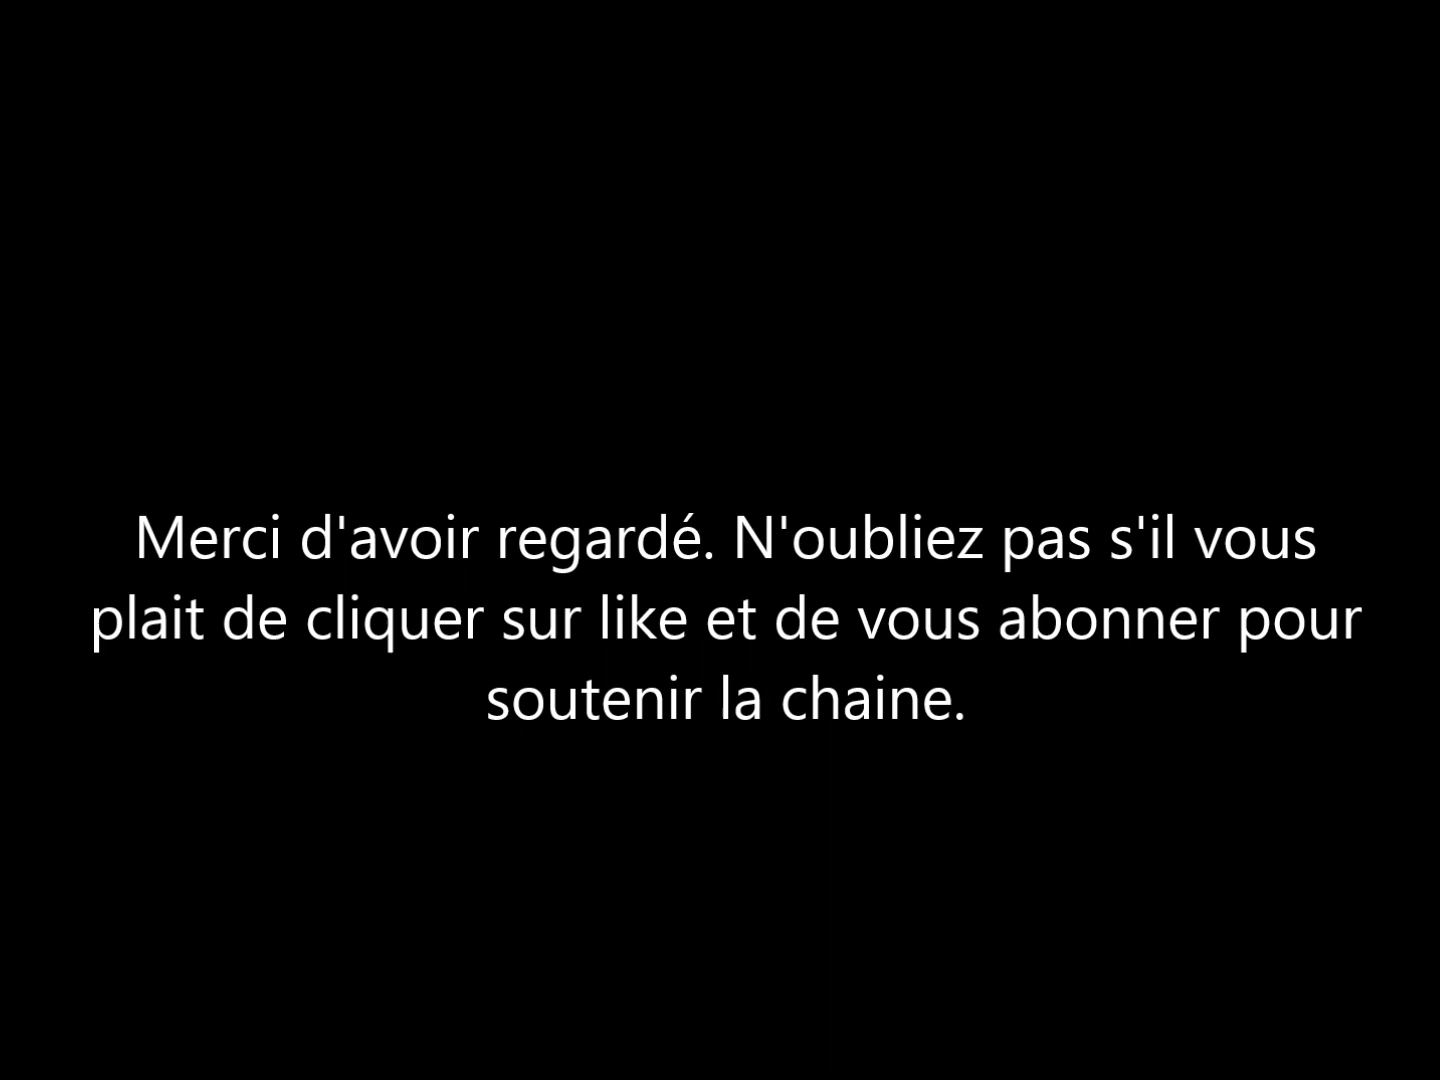 Merci d'avoir regardé. N'oubliez pas s'il vous
plait de cliquer sur like et de vous abonner pour
soutenir la chaine.